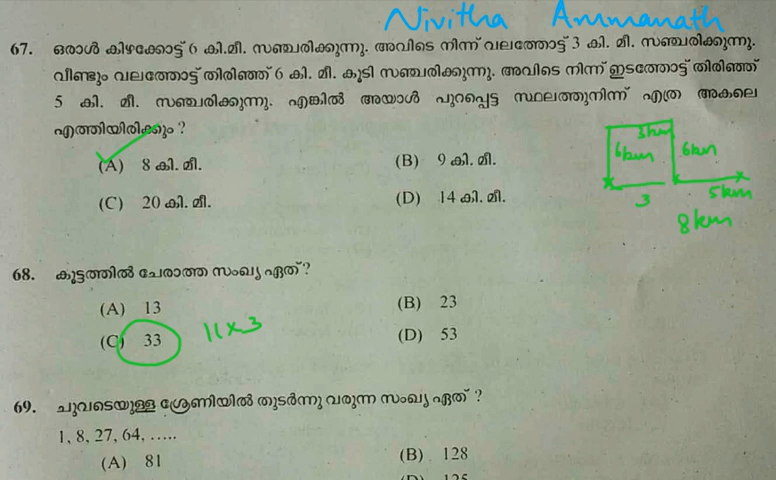 Nivitha Ammanath
67. ഒരാൾ കിഴക്കോട്ട് 6 കി.മീ. സഞ്ചരിക്കുന്നു. അവിടെ നിന്ന് വലത്തോട്ട് 3 കി. മീ. സഞ്ചരിക്കുന്നു.
വീണ്ടും വലത്തോട്ട് തിരിഞ്ഞ് 6 കി. മീ. കൂടി സഞ്ചരിക്കുന്നു. അവിടെ നിന്ന് ഇടത്തോട്ട് തിരിഞ്ഞ്
5 കി. മീ. സഞ്ചരിക്കുന്നു. എങ്കിൽ അയാൾ പുറപ്പെട്ട സ്ഥലത്തുനിന്ന് എത്ര അകലെ
എത്തിയിരിക്കും ?
(A) 8 കി. മീ.
(B) 9 കി. മീ.
(C) 20 കി. മീ.
(D) 14 കി. മീ.
3km
6km 6km
3 5km
8km
68. കൂട്ടത്തിൽ ചേരാത്ത സംഖ്യ ഏത് ?
(A) 13
(B) 23
(C) 33 11x3
(D) 53
69. ചുവടെയുള്ള ശ്രേണിയിൽ തുടർന്നു വരുന്ന സംഖ്യ ഏത് ?
1, 8, 27, 64, .....
(A) 81
(B) 128
(D) 125